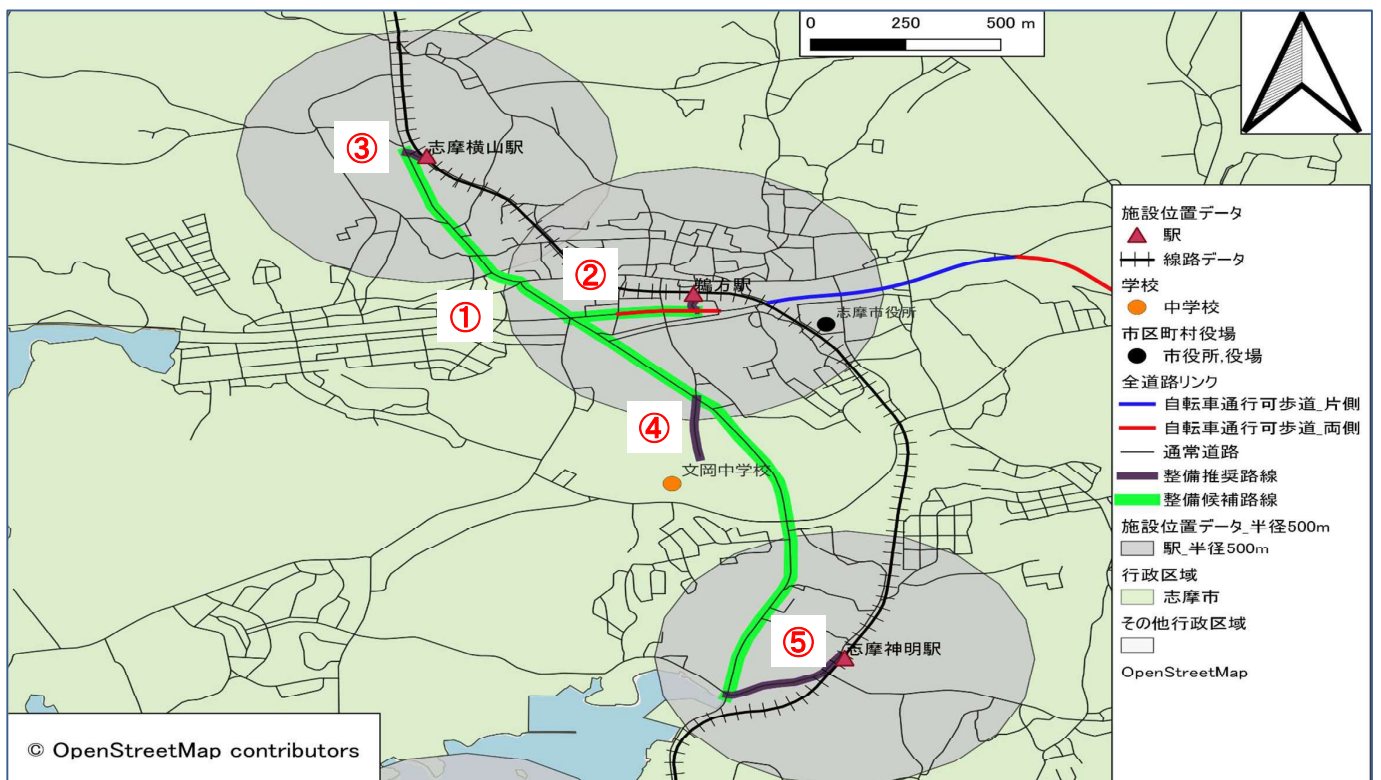 0 250 500 m
③
志摩横山駅
②
鵜方駅
①
志摩市役所
④
文岡中学校
⑤
志摩神明駅
施設位置データ
駅
線路データ
学校
中学校
市区町村役場
市役所,役場
全道路リンク
自転車通行可歩道_片側
自転車通行可歩道_両側
通常道路
整備推奨路線
整備候補路線
施設位置データ_半径500m
駅_半径500m
行政区域
志摩市
その他行政区域
OpenStreetMap
© OpenStreetMap contributors